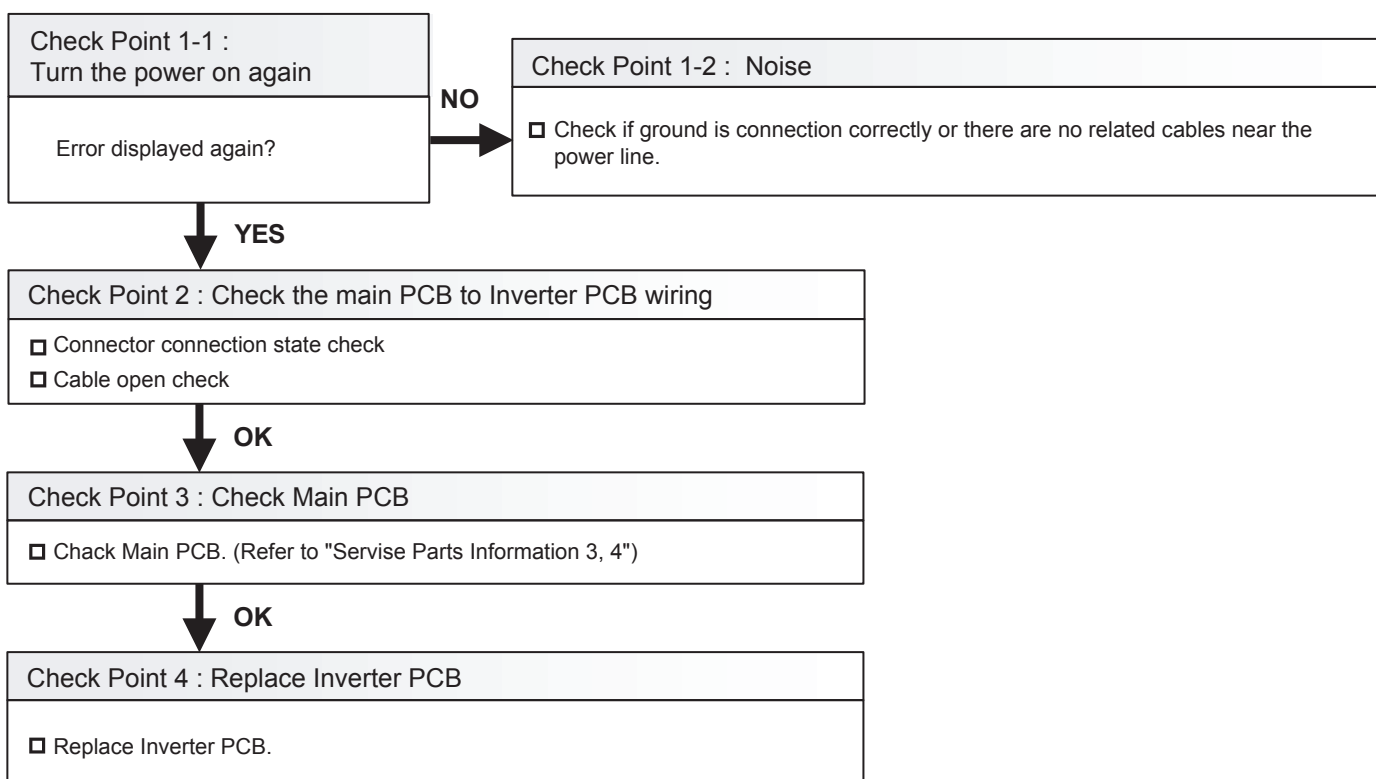 Check Point 1-1 :
Turn the power on again
Error displayed again?
NO
Check Point 1-2 :  Noise
Check if ground is connection correctly or there are no related cables near the
power line.
YES
Check Point 2 : Check the main PCB to Inverter PCB wiring
Connector connection state check
Cable open check
OK
Check Point 3 : Check Main PCB
Chack Main PCB. (Refer to "Servise Parts Information 3, 4")
OK
Check Point 4 : Replace Inverter PCB
Replace Inverter PCB.